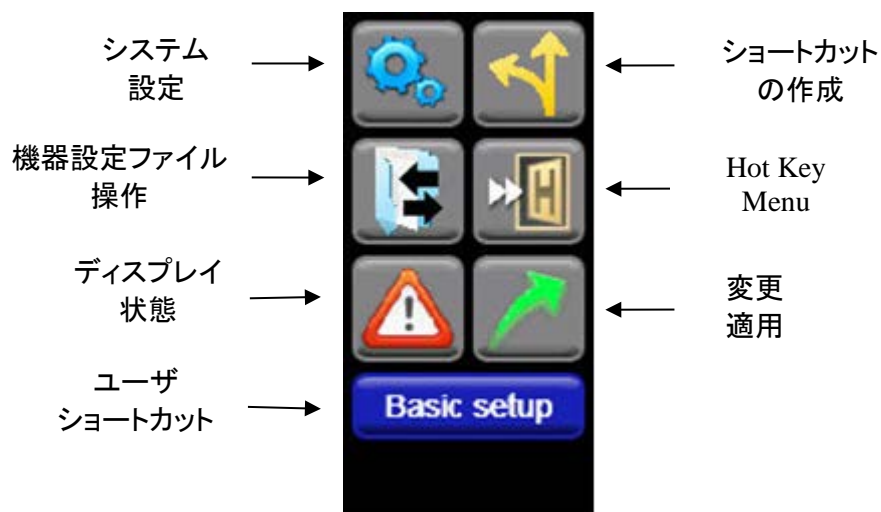 システム
設定
ショートカット
の作成
機器設定ファイル
操作
Hot Key
Menu
ディスプレイ
状態
変更
適用
ユーザ
ショートカット
Basic setup